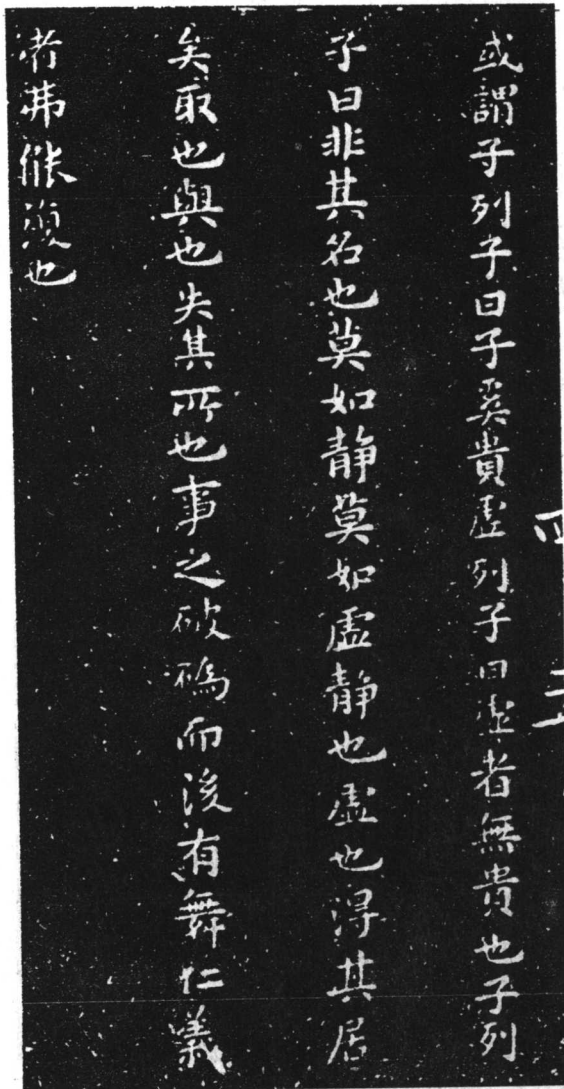 或謂子列子曰子奚貴虛列子曰虛者無貴也子列
子曰非其名也莫如靜莫如虛靜也虛也得其居
矣取也與也失其所也事之破碼而後有舞仁義
者弗能復也